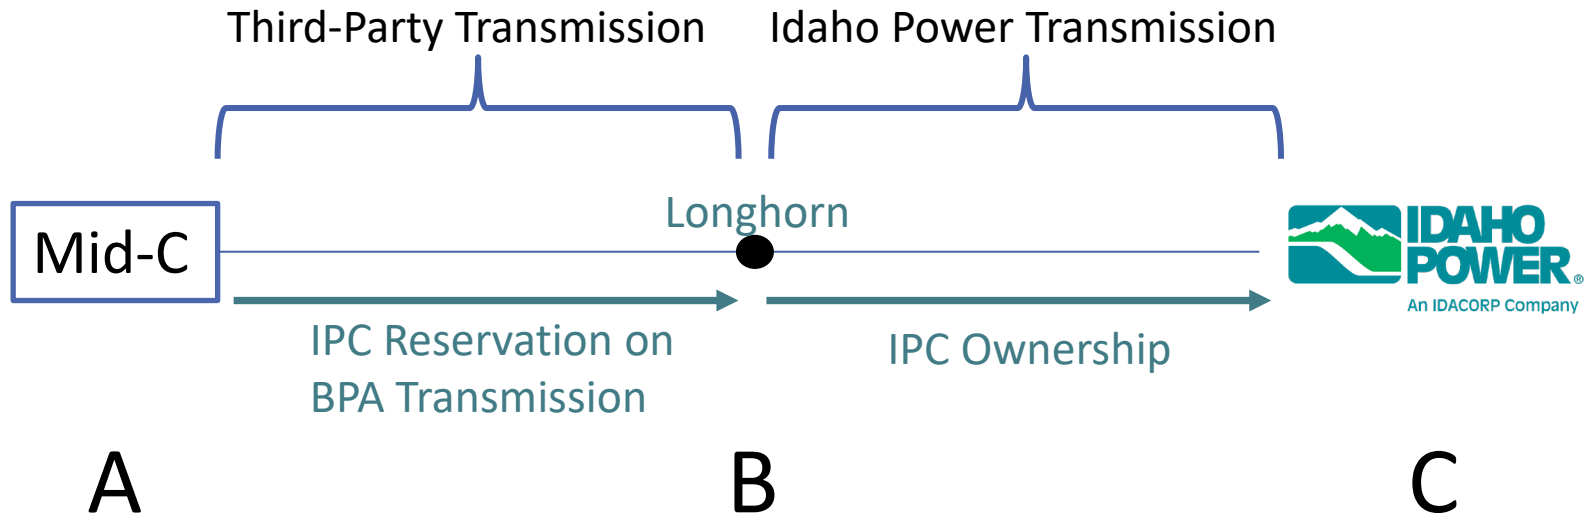 Third-Party Transmission
Idaho Power Transmission
Mid-C
Longhorn
IDAHO
POWER®
An IDACORP Company
IPC Reservation on
BPA Transmission
IPC Ownership
A
B
C